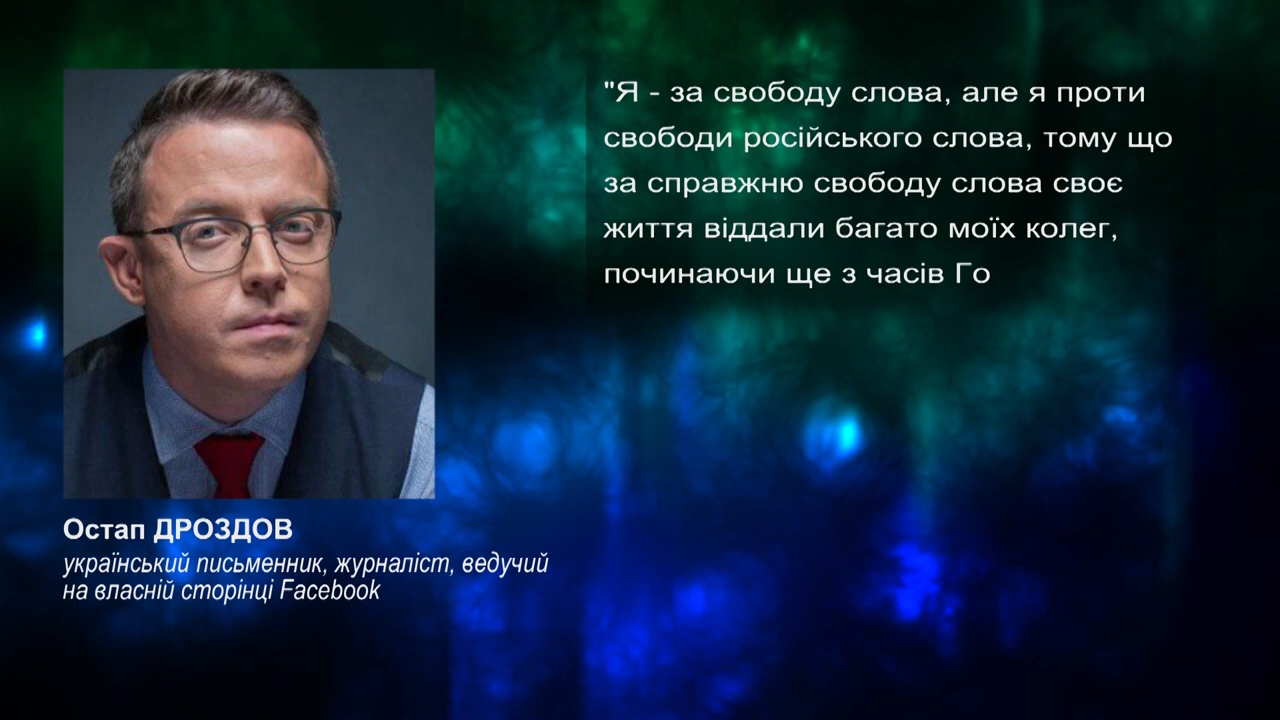 "Я - за свободу слова, але я проти
свободи російського слова, тому що
за справжню свободу слова своє
життя віддали багато моїх колег,
починаючи ще з часів Го
Остап ДРОЗДОВ
український письменник, журналіст, ведучий
на власній сторінці Facebook